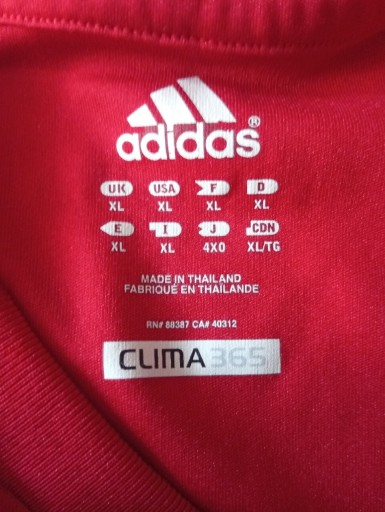 adidas®
UK USA F D
XL XL XL XL
E I J CDN
XL XL 4XO XL/TG
MADE IN THAILAND
FABRIQUÉ EN THAÏLANDE
RN# 88387 CA# 40312
CLIMA365